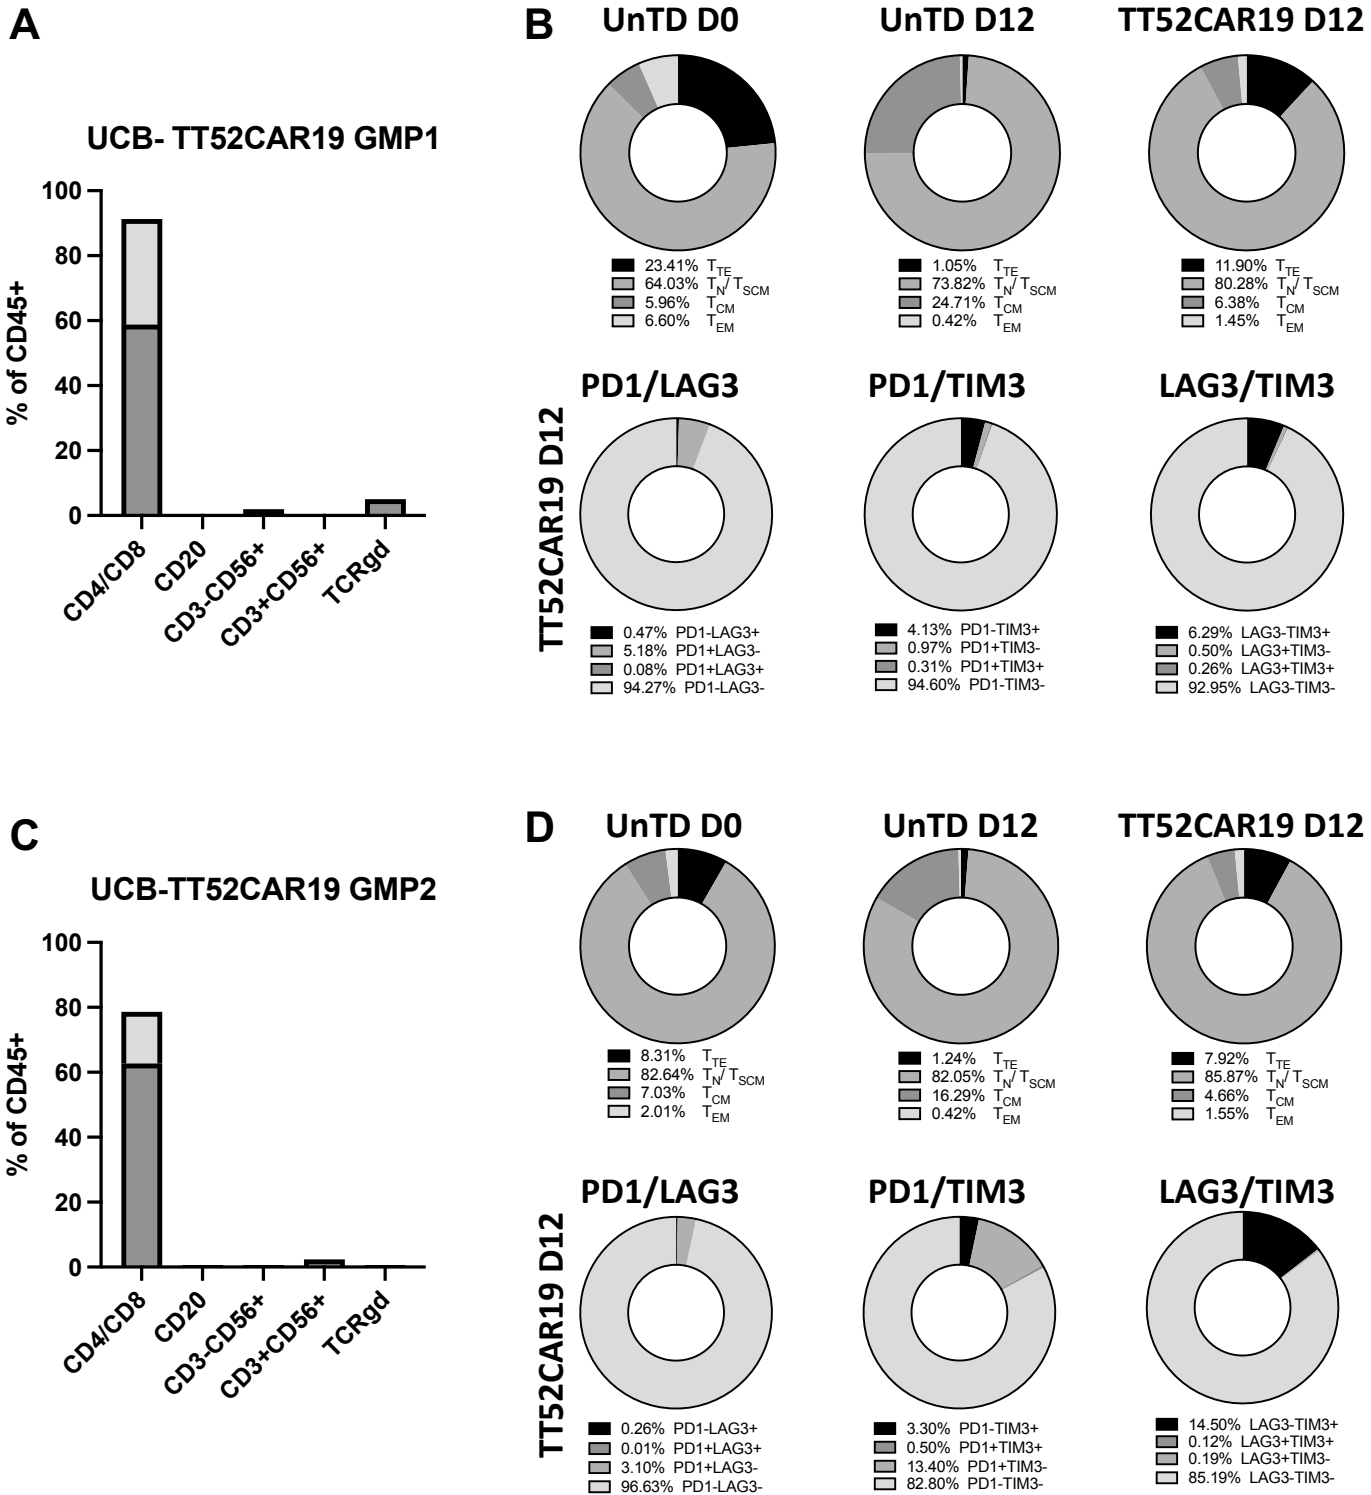 A
UCB- TT52CAR19 GMP1
% of CD45+
100
80
60
40
20
0
CD4/CD8
CD20
CD3-CD56+
CD3+CD56+
TCRgd
B
UnTD D0
23.41% TTE
64.03% TN/ TSCM
5.96% TCM
6.60% TEM
UnTD D12
1.05% TTE
73.82% TN/ TSCM
24.71% TCM
0.42% TEM
TT52CAR19 D12
11.90% TTE
80.28% TN/ TSCM
6.38% TCM
1.45% TEM
TT52CAR19 D12
PD1/LAG3
0.47% PD1-LAG3+
5.18% PD1+LAG3-
0.08% PD1+LAG3+
94.27% PD1-LAG3-
PD1/TIM3
4.13% PD1-TIM3+
0.97% PD1+TIM3-
0.31% PD1+TIM3+
94.60% PD1-TIM3-
LAG3/TIM3
6.29% LAG3-TIM3+
0.50% LAG3+TIM3-
0.26% LAG3+TIM3+
92.95% LAG3-TIM3-
C
UCB-TT52CAR19 GMP2
% of CD45+
100
80
60
40
20
0
CD4/CD8
CD20
CD3-CD56+
CD3+CD56+
TCRgd
D
UnTD D0
8.31% TTE
82.64% TN/ TSCM
7.03% TCM
2.01% TEM
UnTD D12
1.24% TTE
82.05% TN/ TSCM
16.29% TCM
0.42% TEM
TT52CAR19 D12
7.92% TTE
85.87% TN/ TSCM
4.66% TCM
1.55% TEM
TT52CAR19 D12
PD1/LAG3
0.26% PD1-LAG3+
0.01% PD1+LAG3+
3.10% PD1+LAG3-
96.63% PD1-LAG3-
PD1/TIM3
3.30% PD1-TIM3+
0.50% PD1+TIM3+
13.40% PD1+TIM3-
82.80% PD1-TIM3-
LAG3/TIM3
14.50% LAG3-TIM3+
0.12% LAG3+TIM3+
0.19% LAG3+TIM3-
85.19% LAG3-TIM3-